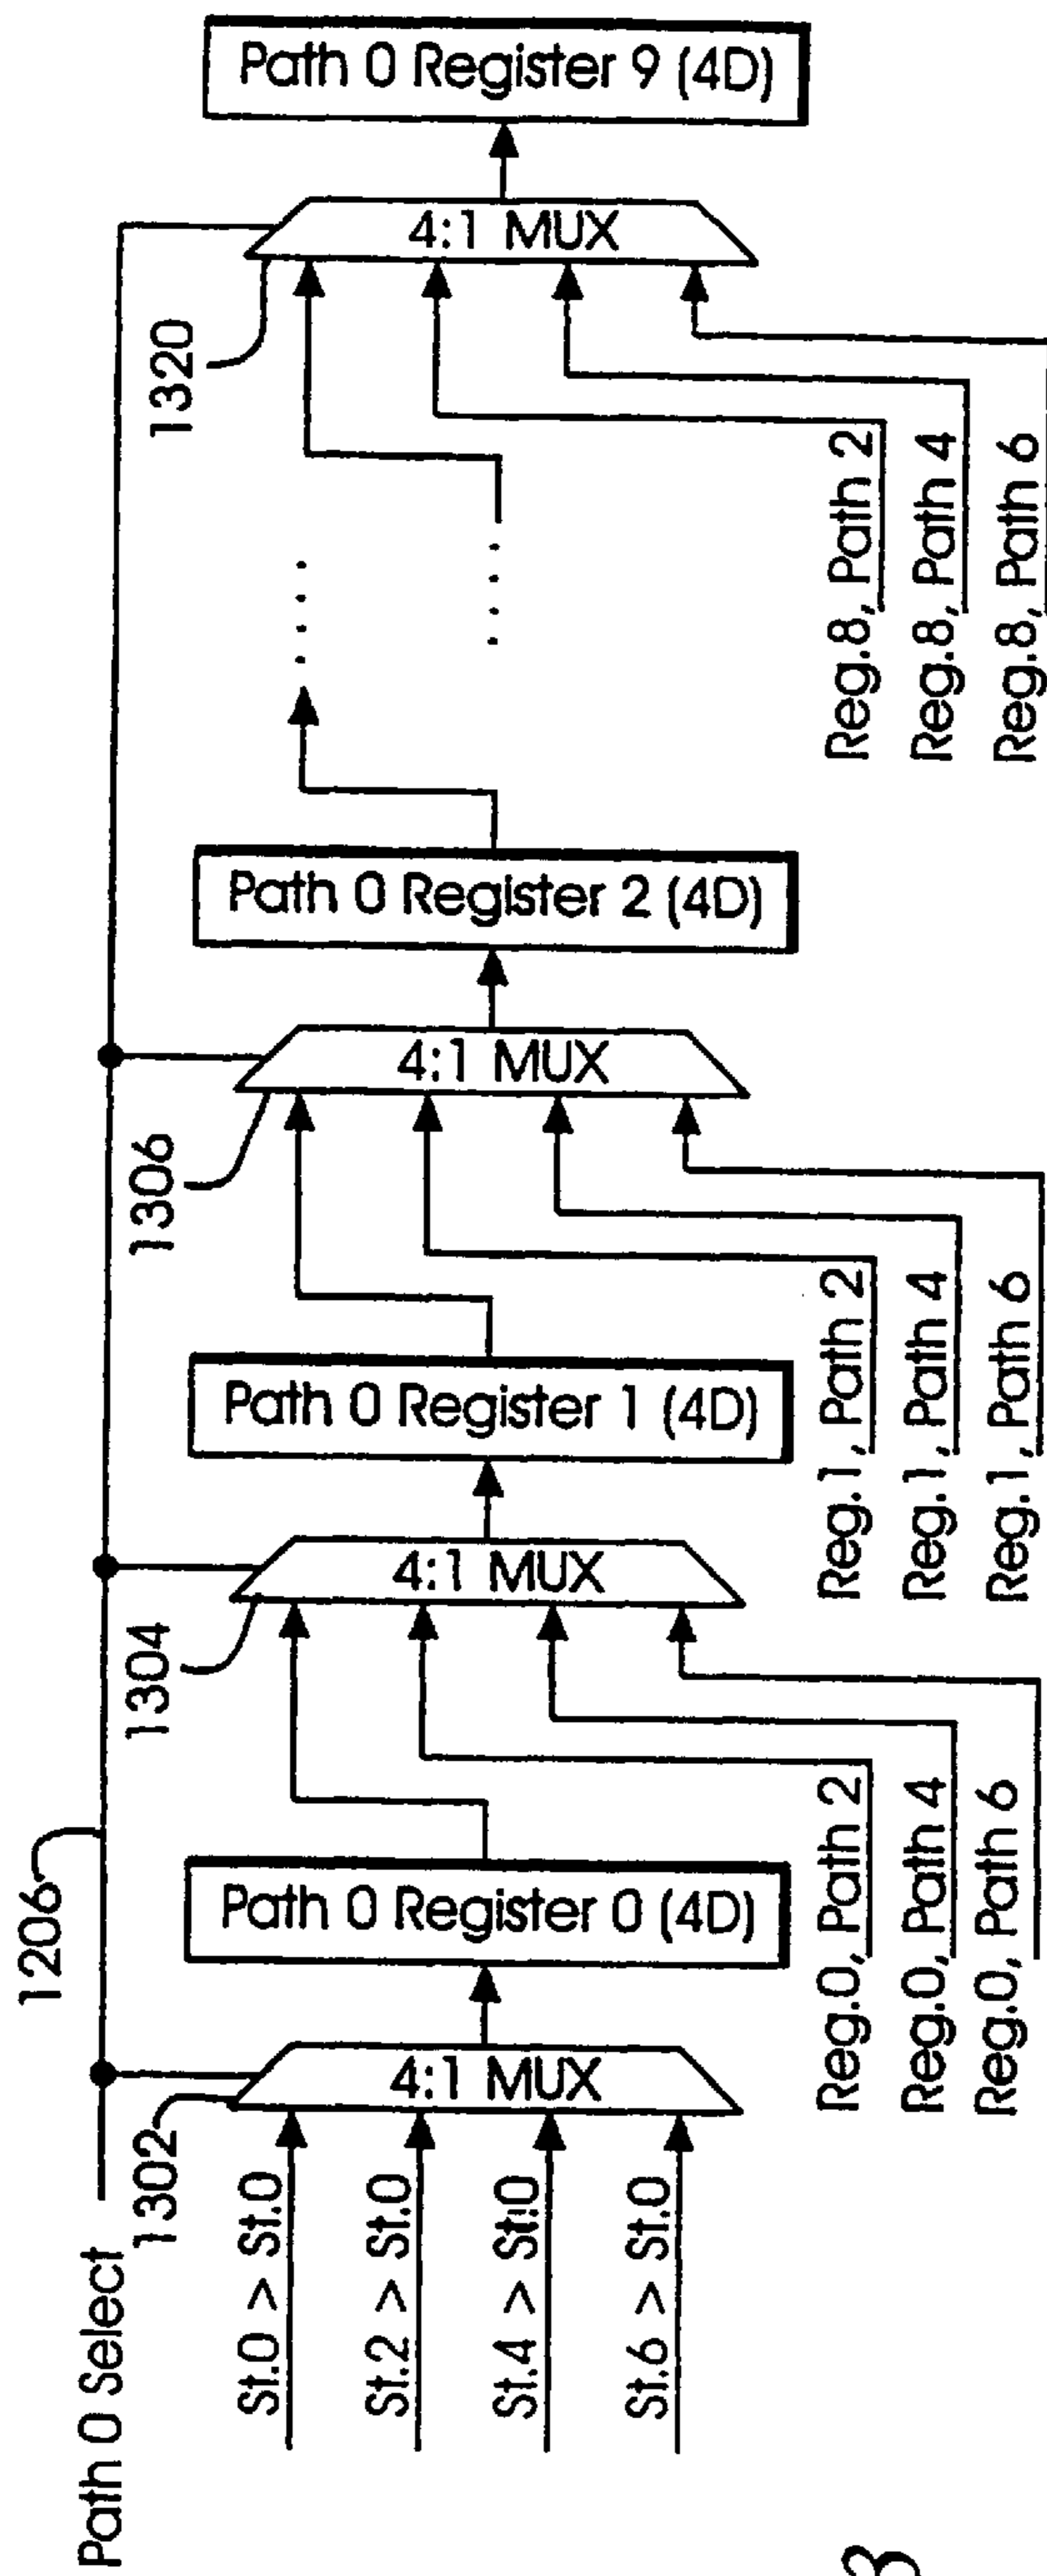 Path 0 Select
1206
1302
1304
1306
1320
St.0 > St.0
St.2 > St.0
St.4 > St.0
St.6 > St.0
4:1 MUX
Path 0 Register 0 (4D)
4:1 MUX
Path 0 Register 1 (4D)
4:1 MUX
Path 0 Register 2 (4D)
. . . .
. . . .
4:1 MUX
Path 0 Register 9 (4D)
Reg.0, Path 2
Reg.0, Path 4
Reg.0, Path 6
Reg.1, Path 2
Reg.1, Path 4
Reg.1, Path 6
Reg.8, Path 2
Reg.8, Path 4
Reg.8, Path 6
3